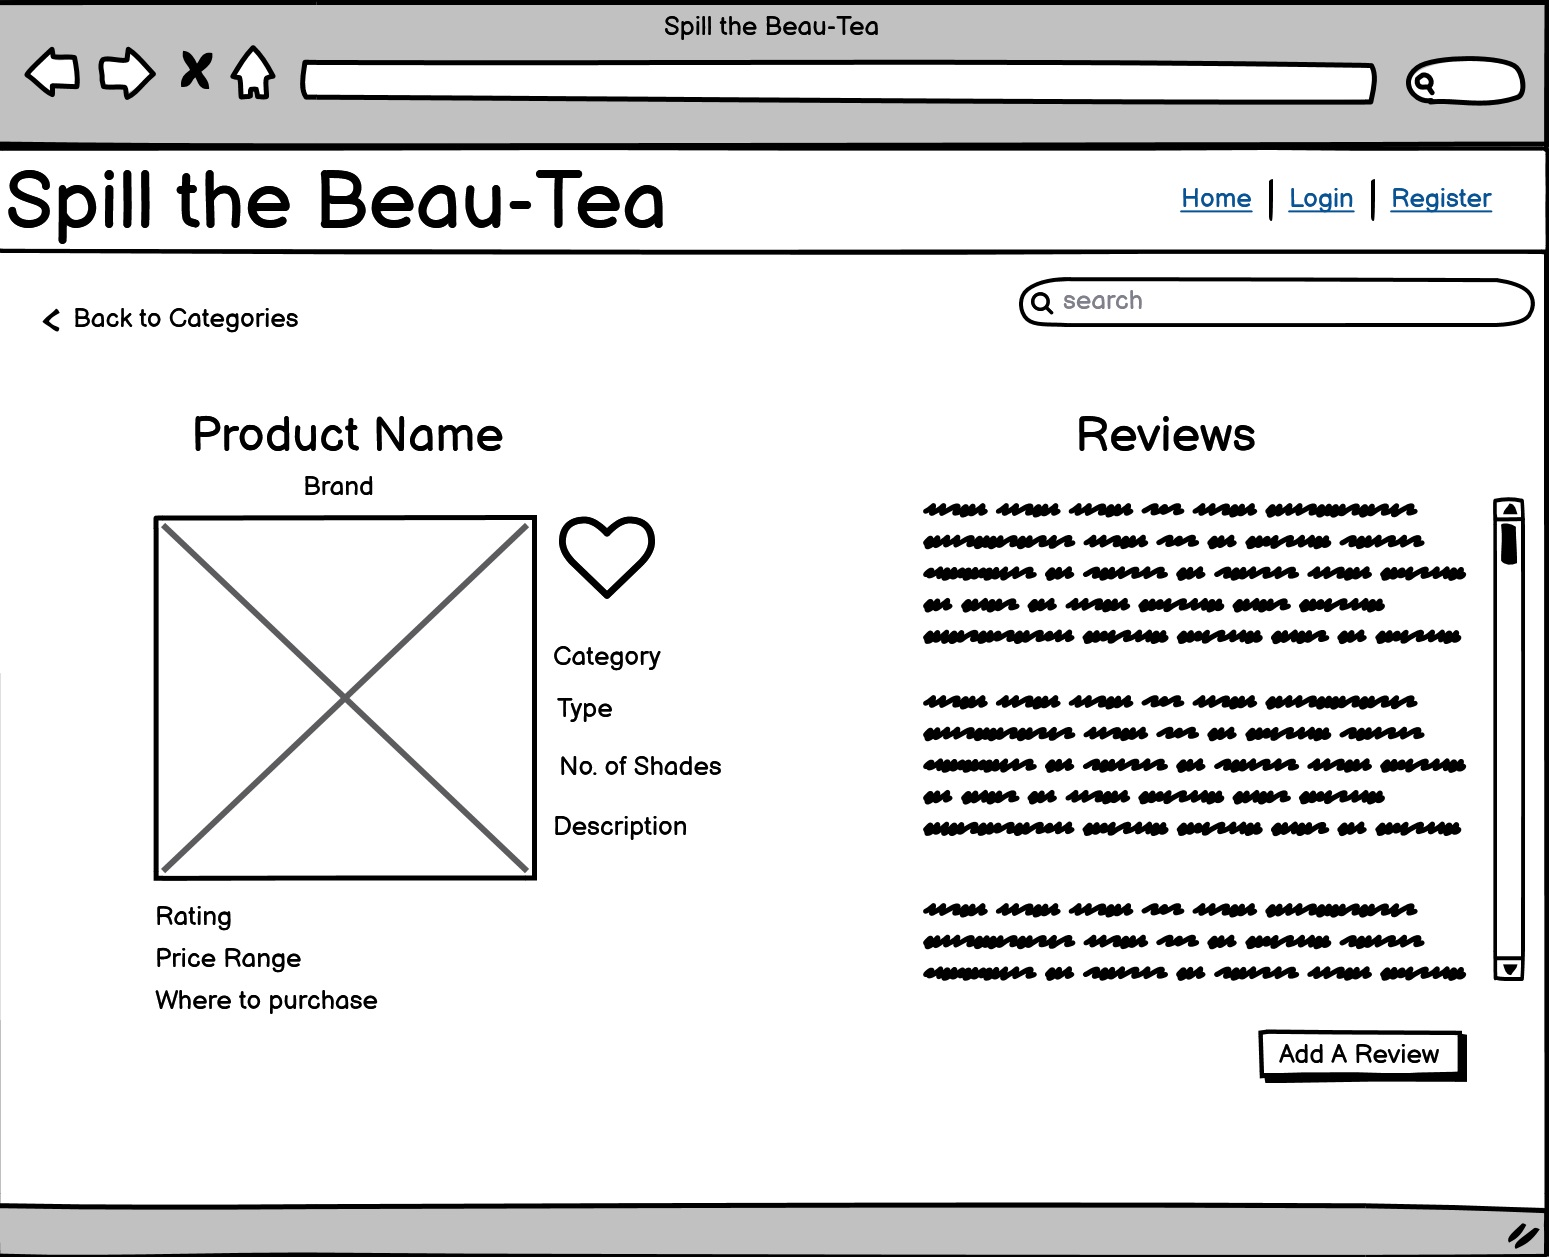 Spill the Beau-Tea
Spill the Beau-Tea
Home
Login
Register
search
Back to Categories
Product Name
Brand
Category
Type
No. of Shades
Description
Rating
Price Range
Where to purchase
Reviews
Add A Review